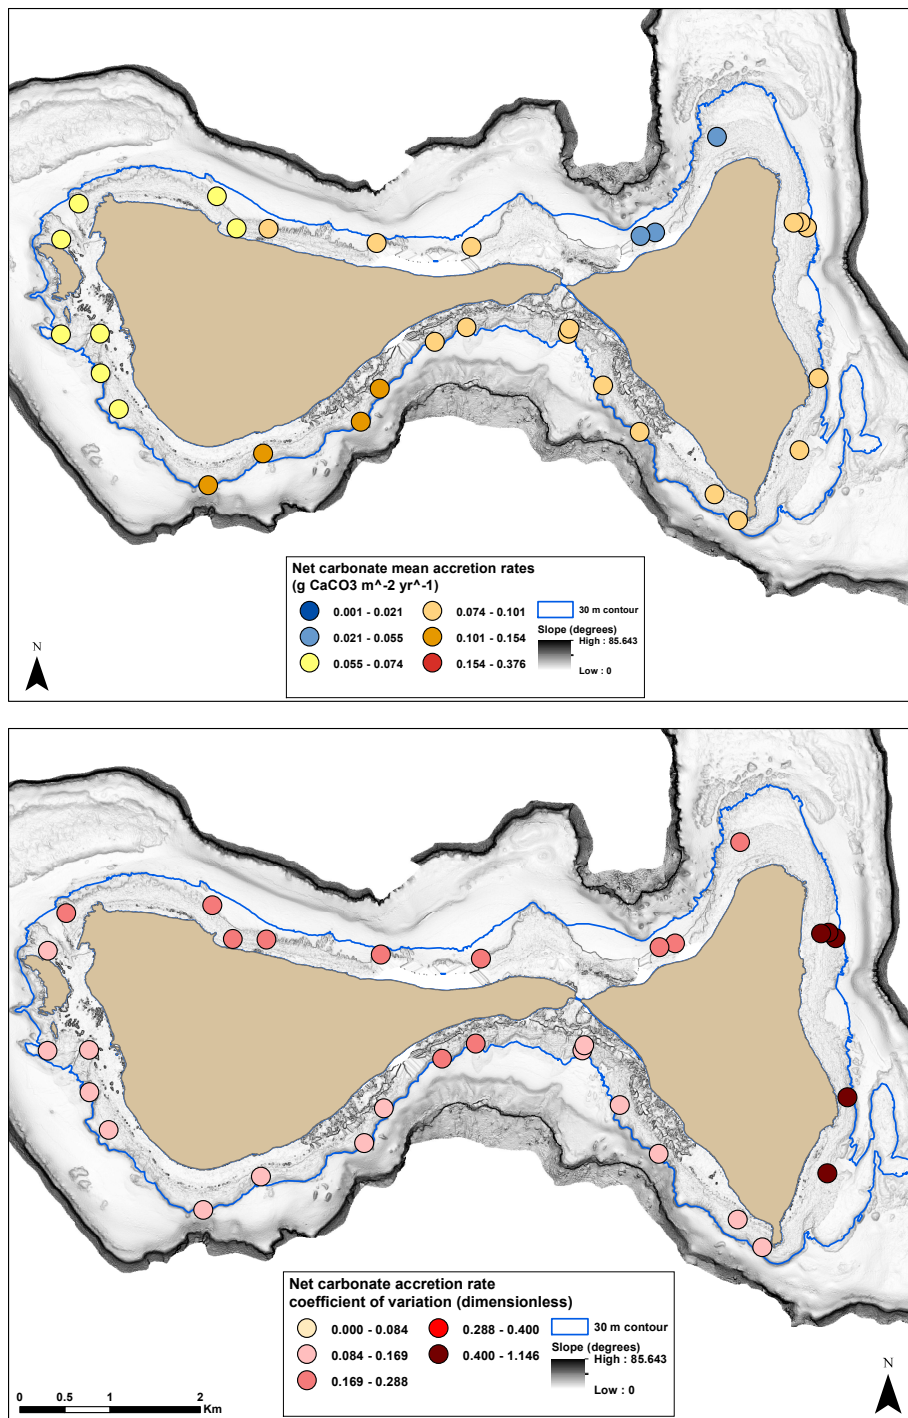 Net carbonate mean accretion rates
(g CaCO3 m^-2 yr^-1)
0.001 - 0.021
0.074 - 0.101
30 m contour
0.021 - 0.055
0.101 - 0.154
Slope (degrees)
High : 85.643
0.055 - 0.074
0.154 - 0.376
Low : 0
N
Net carbonate accretion rate
coefficient of variation (dimensionless)
0.000 - 0.084
0.288 - 0.400
30 m contour
0.084 - 0.169
0.400 - 1.146
Slope (degrees)
High : 85.643
0.169 - 0.288
Low : 0
N
0 0.5 1 2
Km